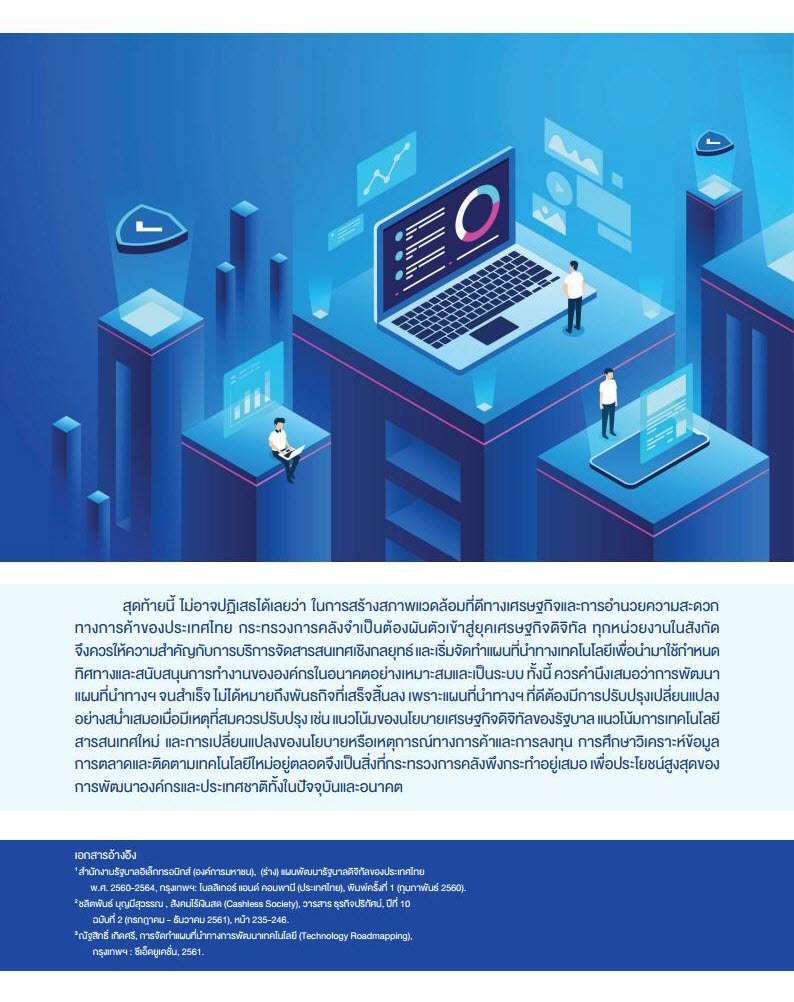 สุดท้ายนี้ ไม่อาจปฏิเสธได้เลยว่า ในการสร้างสภาพแวดล้อมที่ดีทางเศรษฐกิจและการอำนวยความสะดวก
ทางการค้าของประเทศไทย กระทรวงการคลังจำเป็นต้องผันตัวเข้าสู่ยุคเศรษฐกิจดิจิทัล ทุกหน่วยงานในสังกัด
จึงควรให้ความสำคัญกับการบริการจัดสารสนเทศเชิงกลยุทธ์ และเริ่มจัดทำแผนที่นำทางเทคโนโลยีเพื่อนำมาใช้กำหนด
ทิศทางและสนับสนุนการทำงานขององค์กรในอนาคตอย่างเหมาะสมและเป็นระบบ ทั้งนี้ ควรคำนึงเสมอว่าการพัฒนา
แผนที่นำทางฯ จนสำเร็จ ไม่ได้หมายถึงพันธกิจที่เสร็จสิ้นลง เพราะแผนที่นำทางฯ ที่ดีต้องมีการปรับปรุงเปลี่ยนแปลง
อย่างสม่ำเสมอเมื่อมีเหตุที่สมควรปรับปรุง เช่น แนวโน้มของนโยบายเศรษฐกิจดิจิทัลของรัฐบาล แนวโน้มการเทคโนโลยี
สารสนเทศใหม่ และการเปลี่ยนแปลงของนโยบายหรือเหตุการณ์ทางการค้าและการลงทุน การศึกษาวิเคราะห์ข้อมูล
การตลาดและติดตามเทคโนโลยีใหม่อยู่ตลอดจึงเป็นสิ่งที่กระทรวงการคลังพึงกระทำอยู่เสมอ เพื่อประโยชน์สูงสุดของ
การพัฒนาองค์กรและประเทศชาติทั้งในปัจจุบันและอนาคต
เอกสารอ้างอิง
¹ สำนักงานรัฐบาลอิเล็กทรอนิกส์ (องค์การมหาชน), (ร่าง) แผนพัฒนารัฐบาลดิจิทัลของประเทศไทย
พ.ศ. 2560-2564, กรุงเทพฯ: โบลลิเกอร์ แอนด์ คอมพานี (ประเทศไทย), พิมพ์ครั้งที่ 1 (กุมภาพันธ์ 2560).
² ชลิตพันธ์ บุญมีสุวรรณ , สังคมไร้เงินสด (Cashless Society), วารสาร ธุรกิจปริทัศน์, ปีที่ 10
ฉบับที่ 2 (กรกฎาคม - ธันวาคม 2561), หน้า 235-246.
³ ณัฐสิทธิ์ เกิดศรี, การจัดทำแผนที่นำทางการพัฒนาเทคโนโลยี (Technology Roadmapping),
กรุงเทพฯ : ซีเอ็ดยูเคชั่น, 2561.